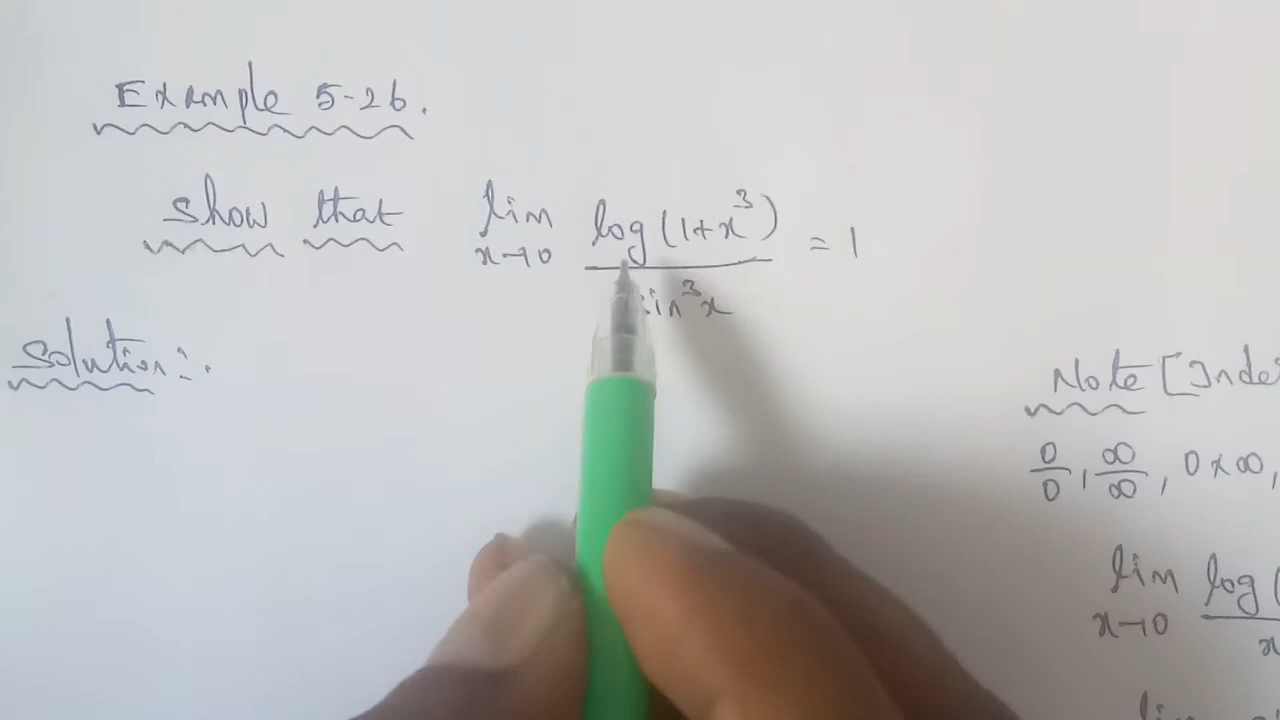 Example 5-26.
Show that lim x→0 log(1+x³) / sin³x = 1
Solution:-
Note [Inde
0/0, ∞/∞, 0×∞,
lim x→0 log( / x
lim